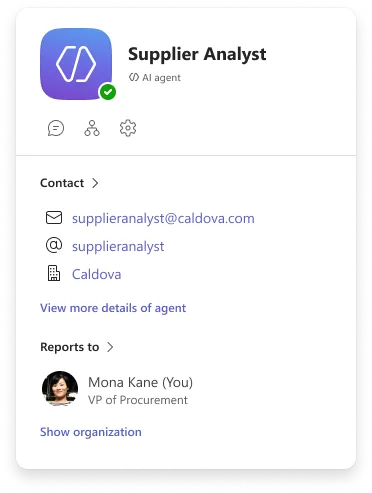 Supplier Analyst
AI agent
Contact
supplieranalyst@caldova.com
supplieranalyst
Caldova
View more details of agent
Reports to
Mona Kane (You)
VP of Procurement
Show organization